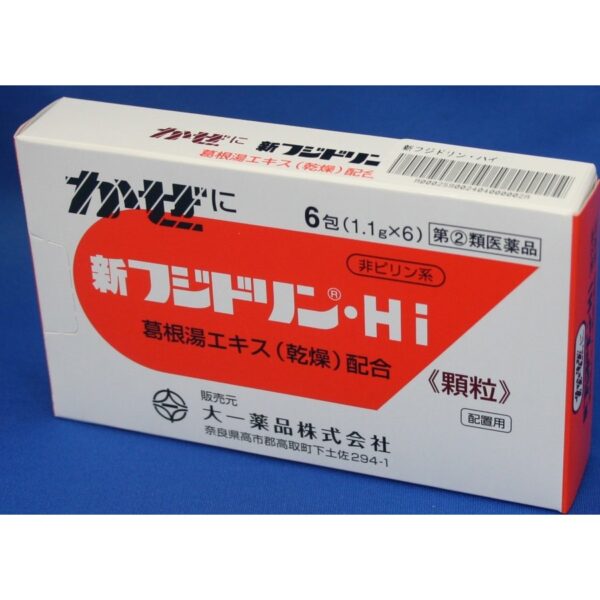 かぜに
新フジドリン
葛根湯エキス(乾燥)配合
新フジドリン・ハイ
かぜに
6包(1.1g×6)
指②類医薬品
非ピリン系
新フジドリン®・Hi
葛根湯エキス(乾燥)配合
《顆粒》
配置用
販売元
大一薬品株式会社
奈良県高市郡高取町下土佐294-1
かぜに